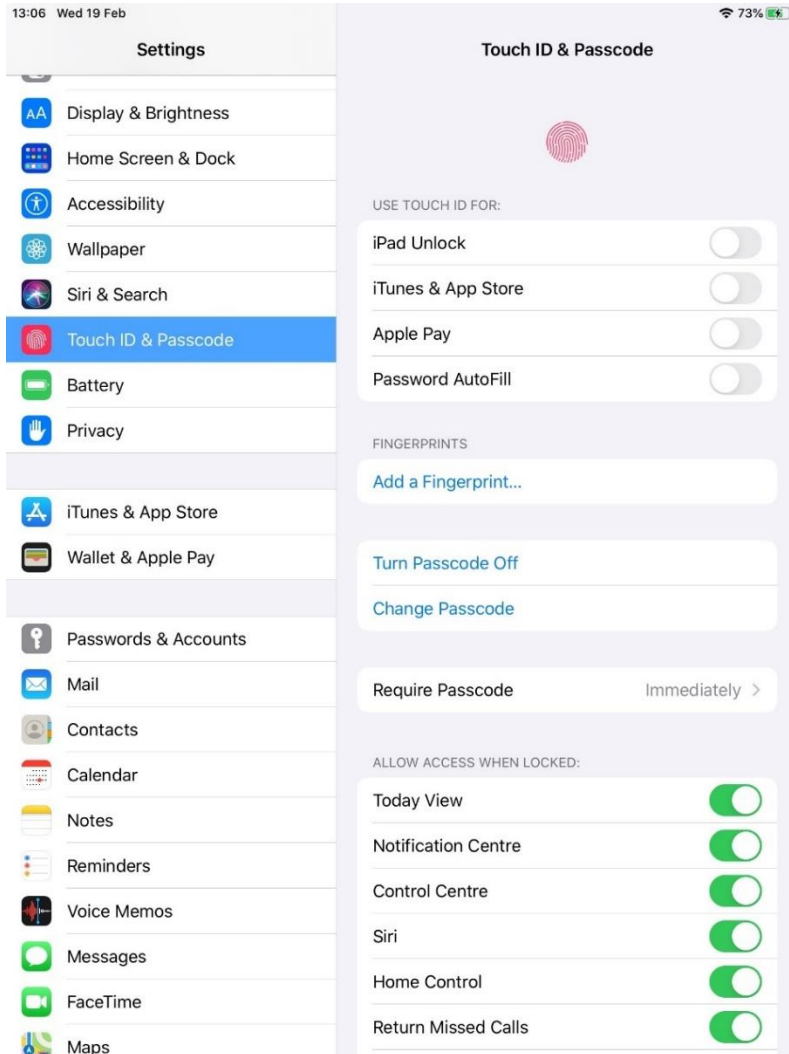 13:06 Wed 19 Feb
73%
Settings
Display & Brightness
Home Screen & Dock
Accessibility
Wallpaper
Siri & Search
Touch ID & Passcode
Battery
Privacy
iTunes & App Store
Wallet & Apple Pay
Passwords & Accounts
Mail
Contacts
Calendar
Notes
Reminders
Voice Memos
Messages
FaceTime
Maps
Touch ID & Passcode
USE TOUCH ID FOR:
iPad Unlock
iTunes & App Store
Apple Pay
Password AutoFill
FINGERPRINTS
Add a Fingerprint...
Turn Passcode Off
Change Passcode
Require Passcode Immediately
ALLOW ACCESS WHEN LOCKED:
Today View
Notification Centre
Control Centre
Siri
Home Control
Return Missed Calls